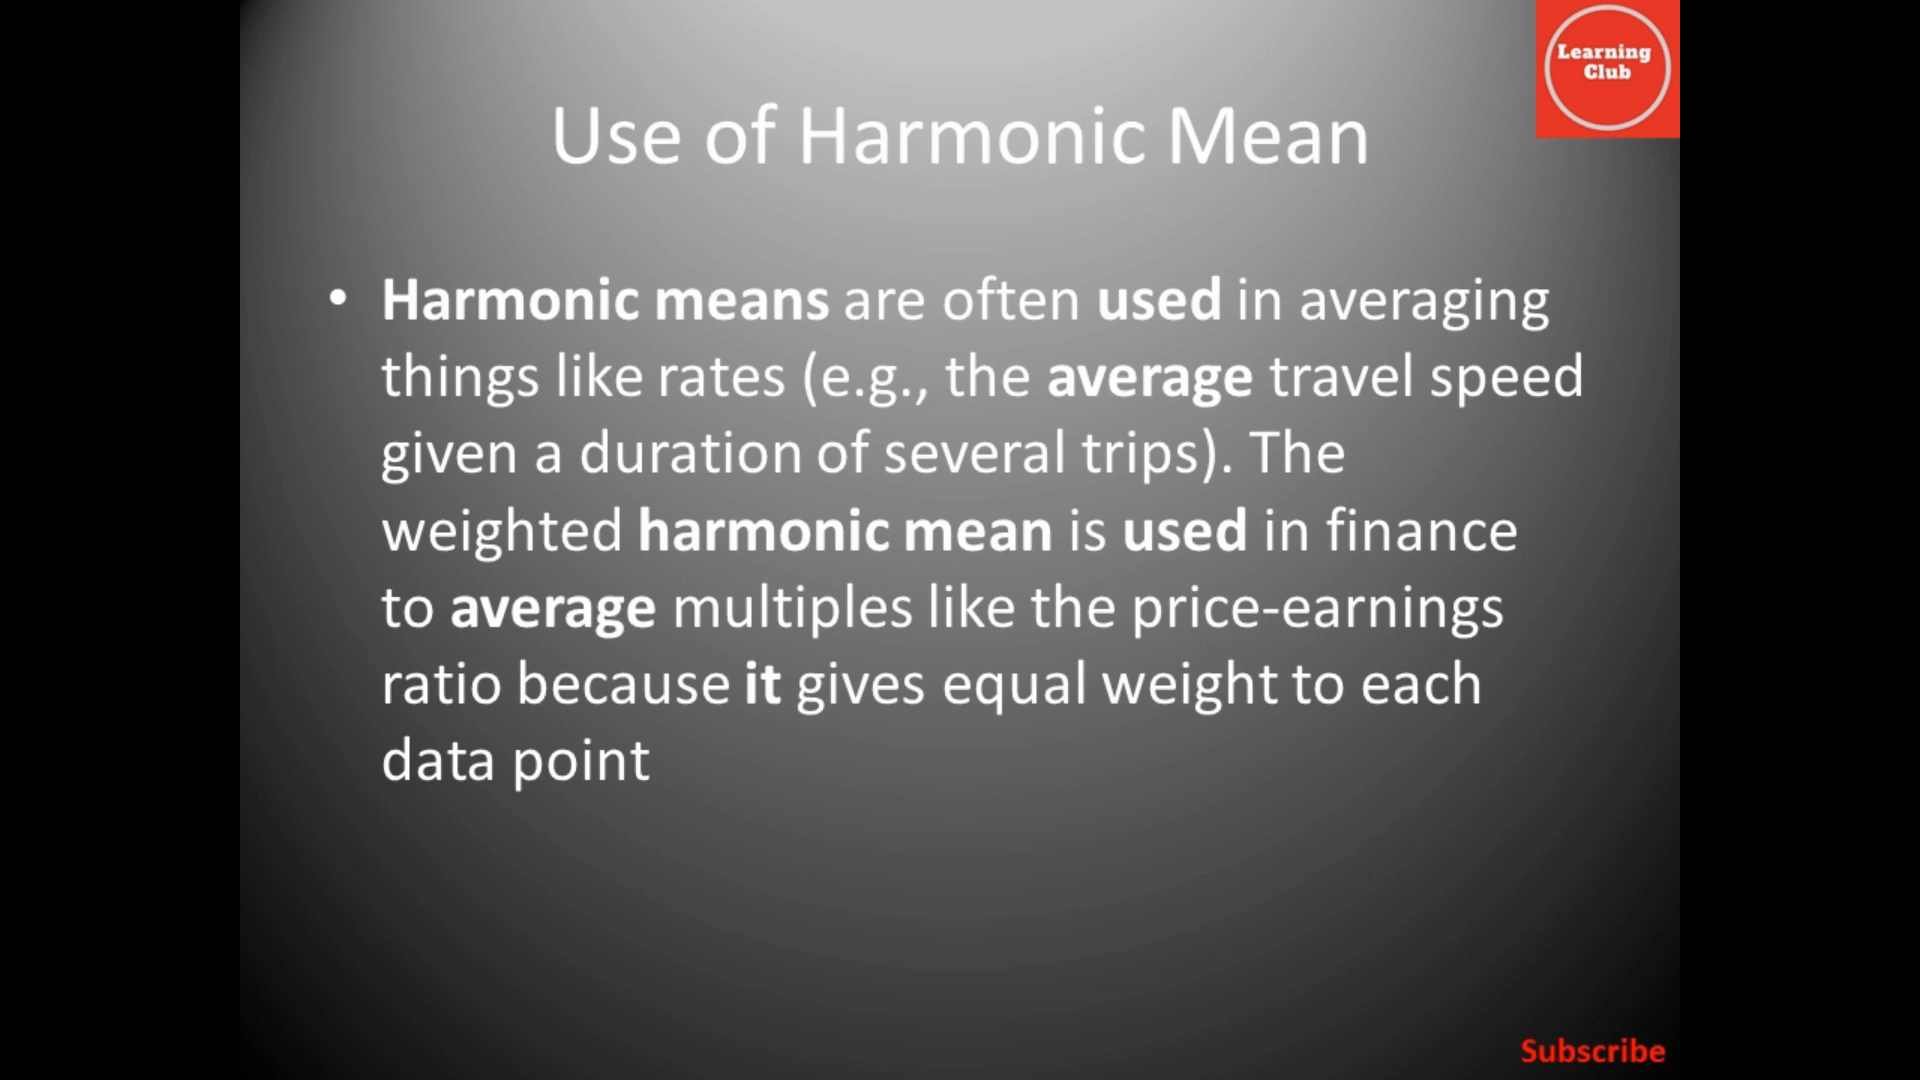 Learning
Club
Use of Harmonic Mean
• Harmonic means are often used in averaging
things like rates (e.g., the average travel speed
given a duration of several trips). The
weighted harmonic mean is used in finance
to average multiples like the price-earnings
ratio because it gives equal weight to each
data point
Subscribe